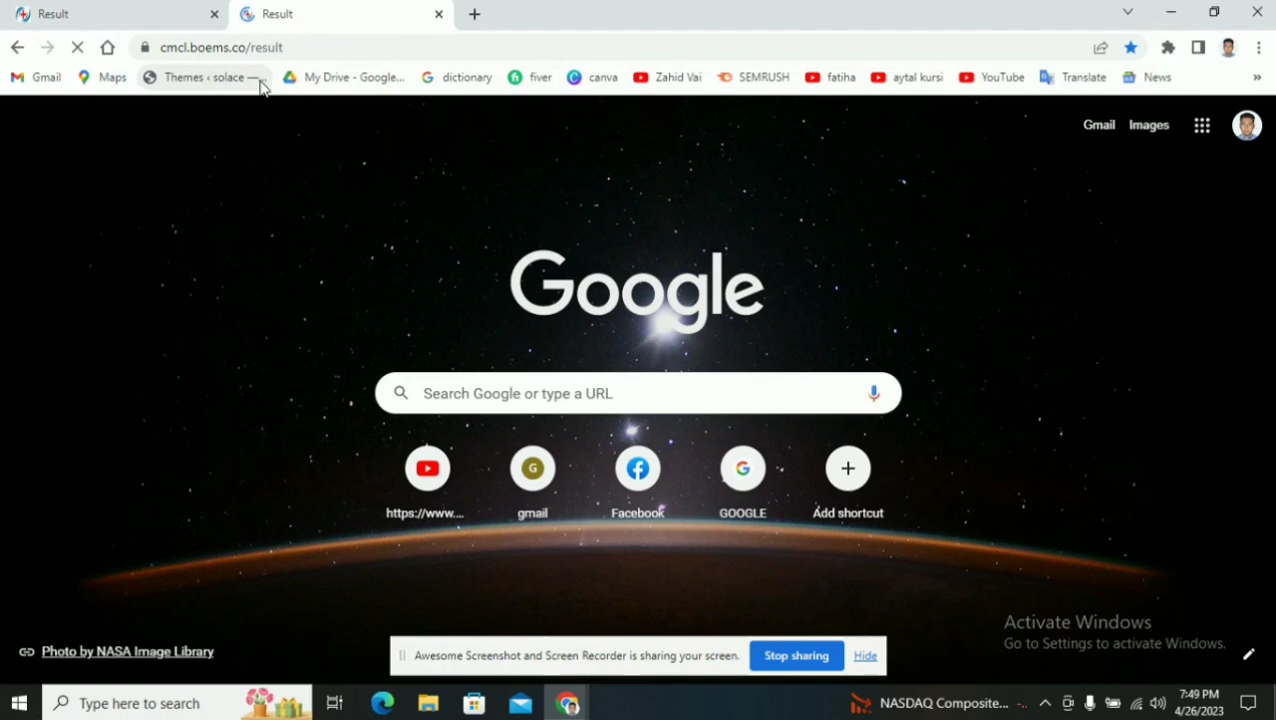 Result
Result
cmcl.boems.co/result
Gmail Maps Themes ‹ solace —... My Drive - Google... dictionary fiver canva Zahid Vai SEMRUSH fatiha aytal kursi YouTube Translate News »
Gmail Images
Google
Search Google or type a URL
G
https://www.... gmail Facebook GOOGLE Add shortcut
Activate Windows
Go to Settings to activate Windows.
Photo by NASA Image Library
Awesome Screenshot and Screen Recorder is sharing your screen. Stop sharing Hide
Type here to search
NASDAQ Composite... -..
7:49 PM
4/26/2023